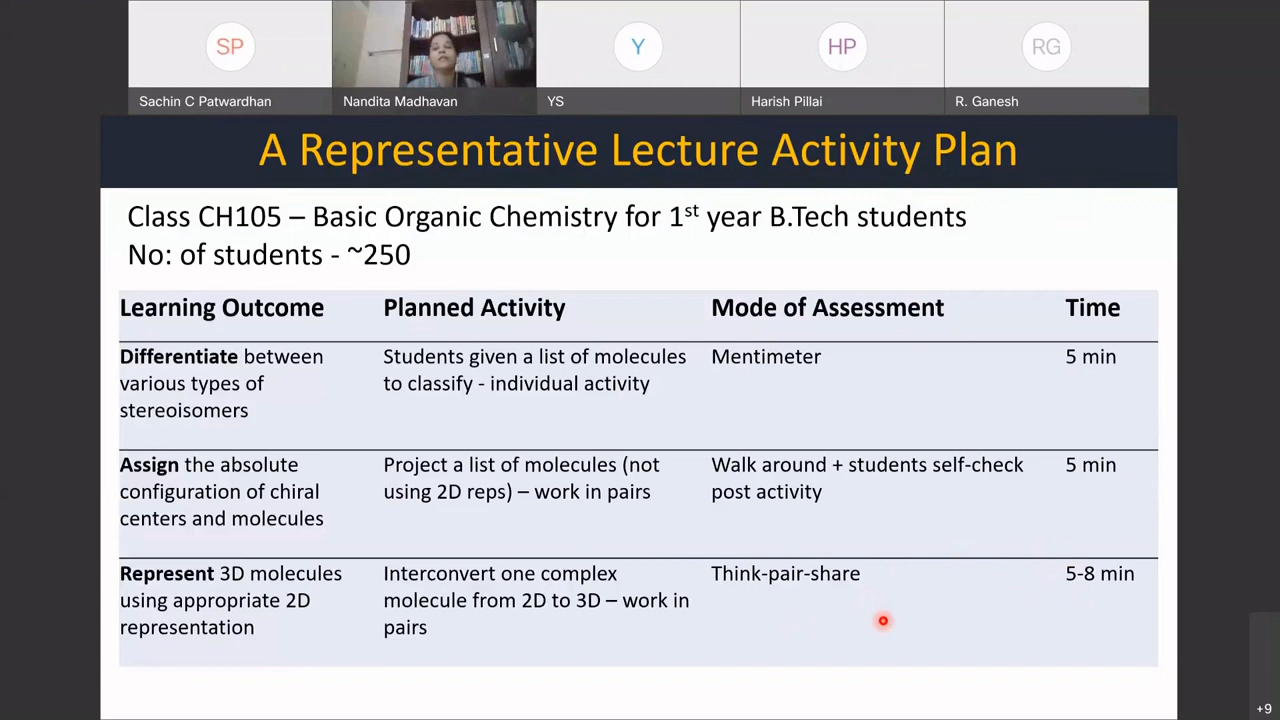 SP
Y
HP
RG
Sachin C Patwardhan
Nandita Madhavan
YS
Harish Pillai
R. Ganesh
A Representative Lecture Activity Plan
Class CH105 – Basic Organic Chemistry for 1st year B.Tech students
No: of students - ~250
Learning Outcome
Planned Activity
Mode of Assessment
Time
Differentiate between
various types of
stereoisomers
Students given a list of molecules
to classify - individual activity
Mentimeter
5 min
Assign the absolute
configuration of chiral
centers and molecules
Project a list of molecules (not
using 2D reps) – work in pairs
Walk around + students self-check
post activity
5 min
Represent 3D molecules
using appropriate 2D
representation
Interconvert one complex
molecule from 2D to 3D – work in
pairs
Think-pair-share
5-8 min
+9